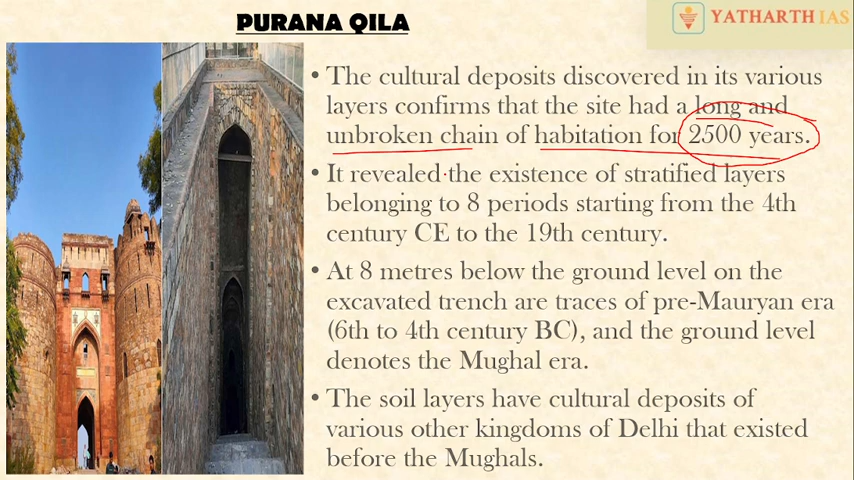 PURANA QILA
YATHARTH IAS
• The cultural deposits discovered in its various
layers confirms that the site had a long and
unbroken chain of habitation for 2500 years.
• It revealed the existence of stratified layers
belonging to 8 periods starting from the 4th
century CE to the 19th century.
• At 8 metres below the ground level on the
excavated trench are traces of pre-Mauryan era
(6th to 4th century BC), and the ground level
denotes the Mughal era.
• The soil layers have cultural deposits of
various other kingdoms of Delhi that existed
before the Mughals.